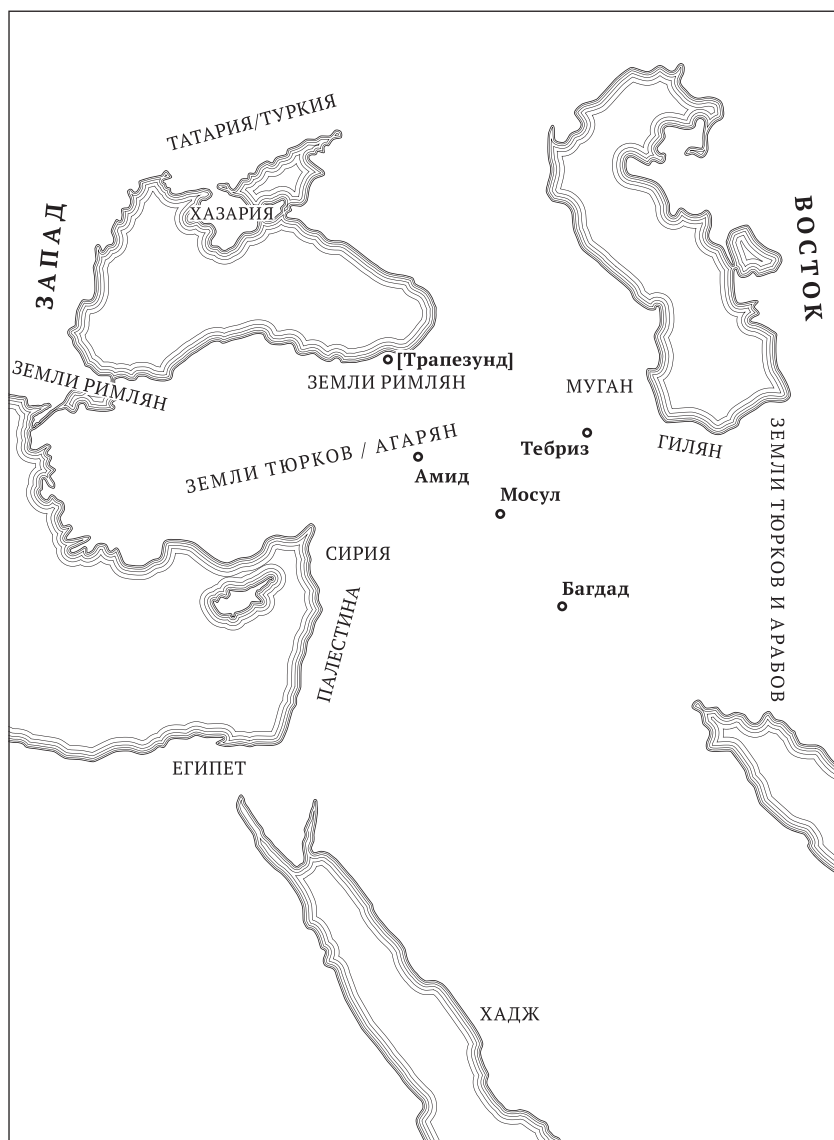 ТАТАРИЯ/ТУРКИЯ
ХАЗАРИЯ
ЗАПАД
ВОСТОК
[Трапезунд]
ЗЕМЛИ РИМЛЯН
ЗЕМЛИ РИМЛЯН
МУГАН
ЗЕМЛИ ТЮРКОВ / АГАРЯН
Тебриз
ГИЛЯН
Амид
Мосул
ЗЕМЛИ ТЮРКОВ И АРАБОВ
СИРИЯ
Багдад
ПАЛЕСТИНА
ЕГИПЕТ
ХАДЖ